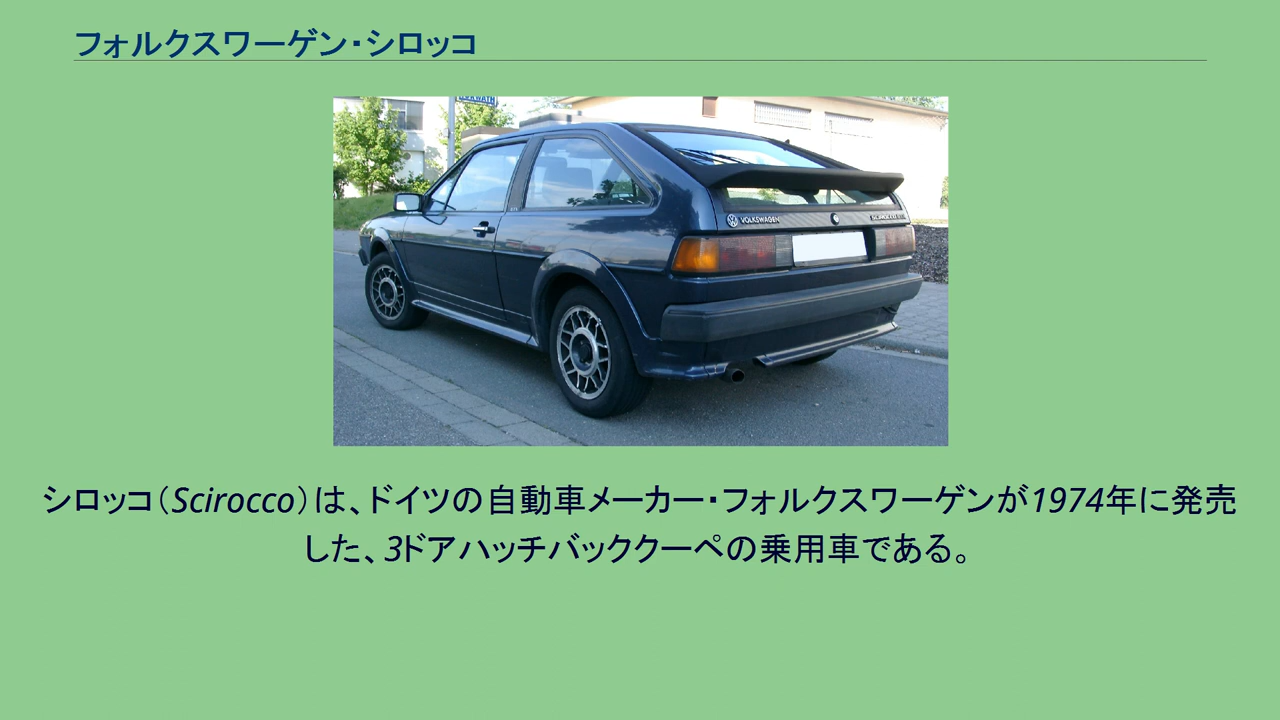 フォルクスワーゲン・シロッコ
VOLKSWAGEN
シロッコ（Scirocco）は、ドイツの自動車メーカー・フォルクスワーゲンが1974年に発売
した、3ドアハッチバッククーペの乗用車である。